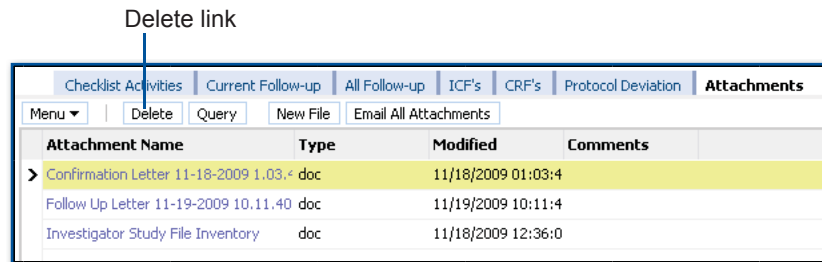 Delete link
Checklist Activities Current Follow-up All Follow-up ICF's CRF's Protocol Deviation Attachments
Menu Delete Query New File Email All Attachments
Attachment Name Type Modified Comments
Confirmation Letter 11-18-2009 1.03.4 doc 11/18/2009 01:03:4
Follow Up Letter 11-19-2009 10.11.40 doc 11/19/2009 10:11:4
Investigator Study File Inventory doc 11/18/2009 12:36:0